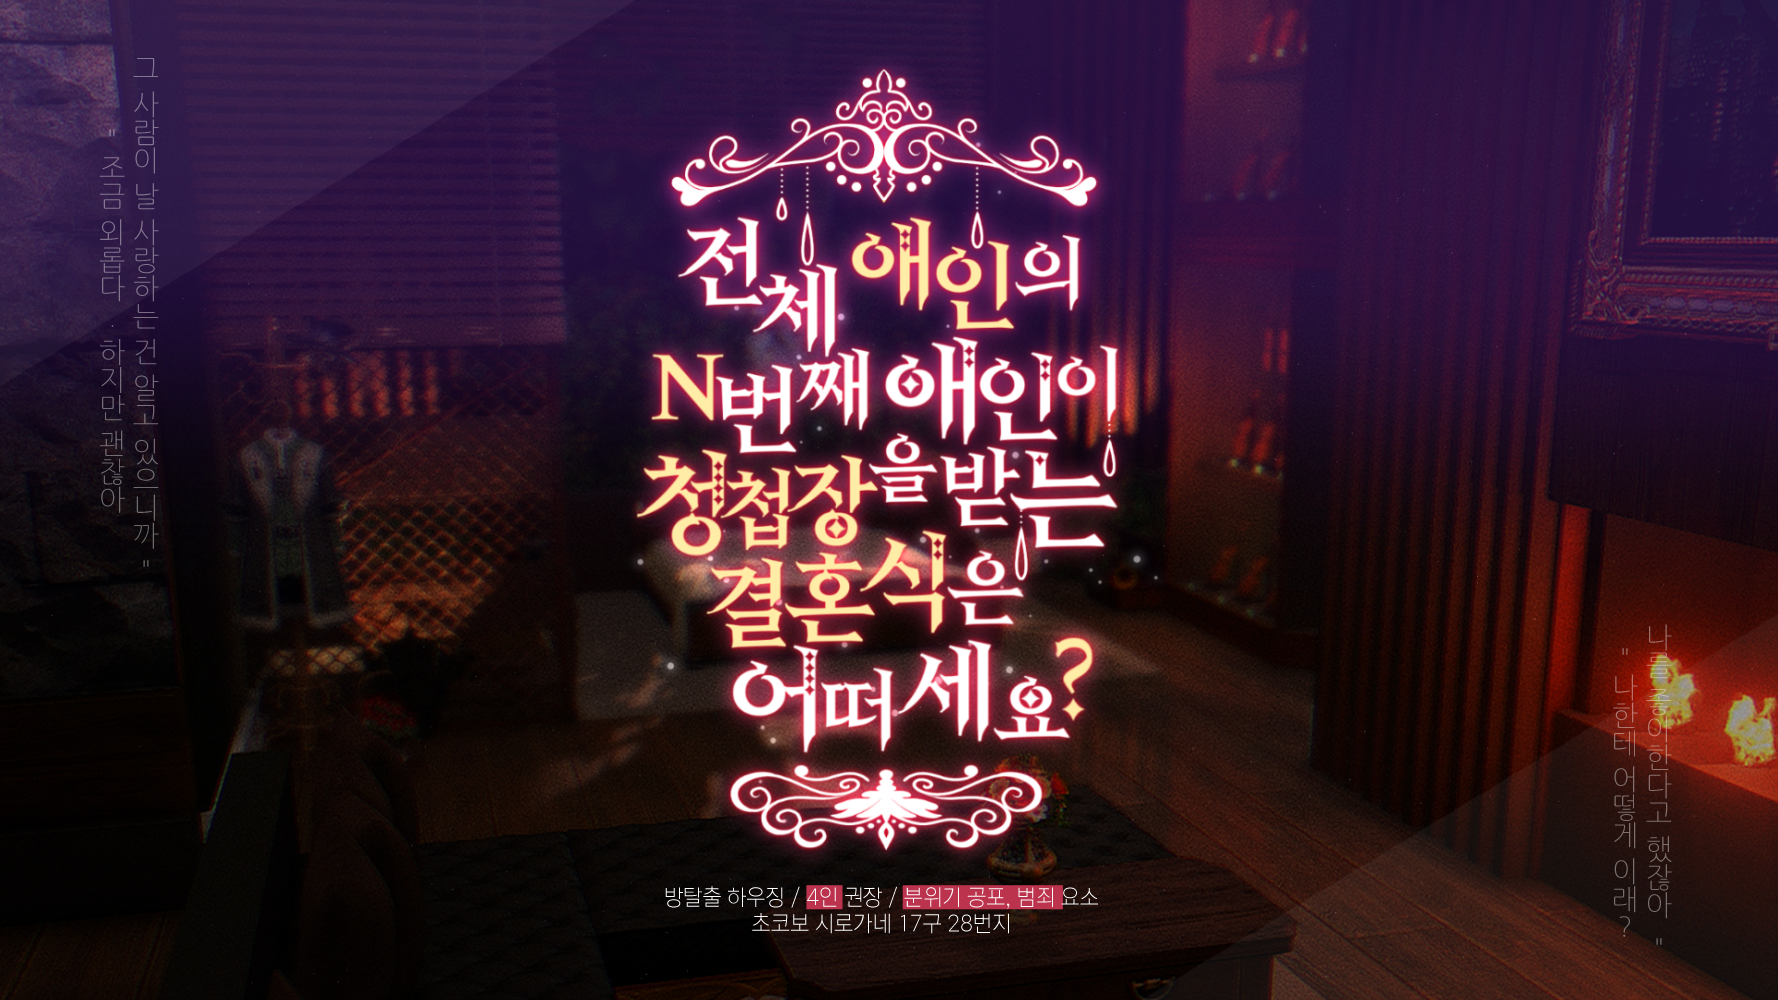 " 조금 외롭다. 하지만 괜찮아
그 사람이 날 사랑하는 건 알고 있으니까 "
전체 애인의
N번째 애인이
청첩장을 받는
결혼식은
어떠세요?
방탈출 하우징 / 4인 권장 / 분위기 공포, 범죄 요소
초코보 시로가네 17구 28번지
" 나한테 어떻게 이래?
나를 좋아한다고 했잖아 "